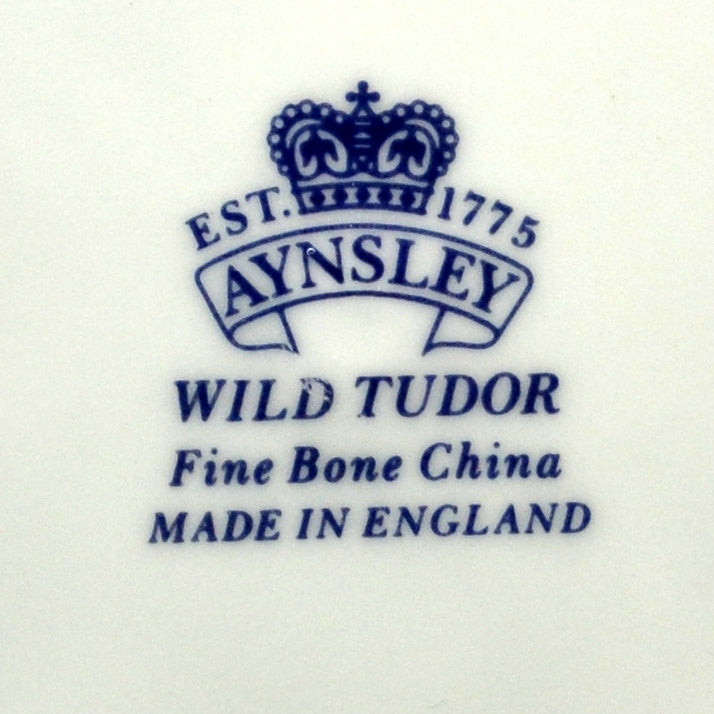 EST. 1775
AYNSLEY
WILD TUDOR
Fine Bone China
MADE IN ENGLAND